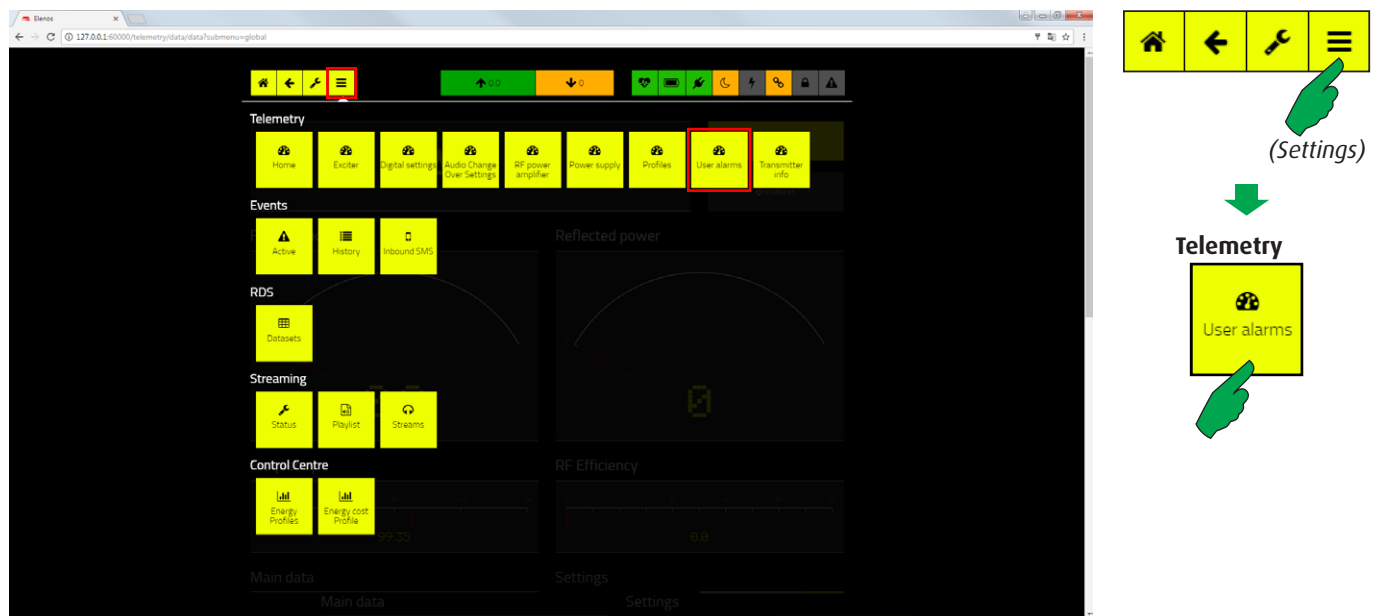 Elenos
127.0.0.1:60000/telemetry/data/data?submenu=global
0.0
0
Telemetry
Home
Exciter
Digital settings
Audio Change
Over Settings
RF power
amplifier
Power supply
Profiles
User alarms
Transmitter
info
Events
Active
History
Inbound SMS
Reflected power
RDS
Datasets
Streaming
Status
Playlist
Streams
0
Control Centre
RF Efficiency
Energy
Profiles
Energy cost
Profile
99.35
0.0
Main data
Settings
Main data
Settings
(Settings)
Telemetry
User alarms